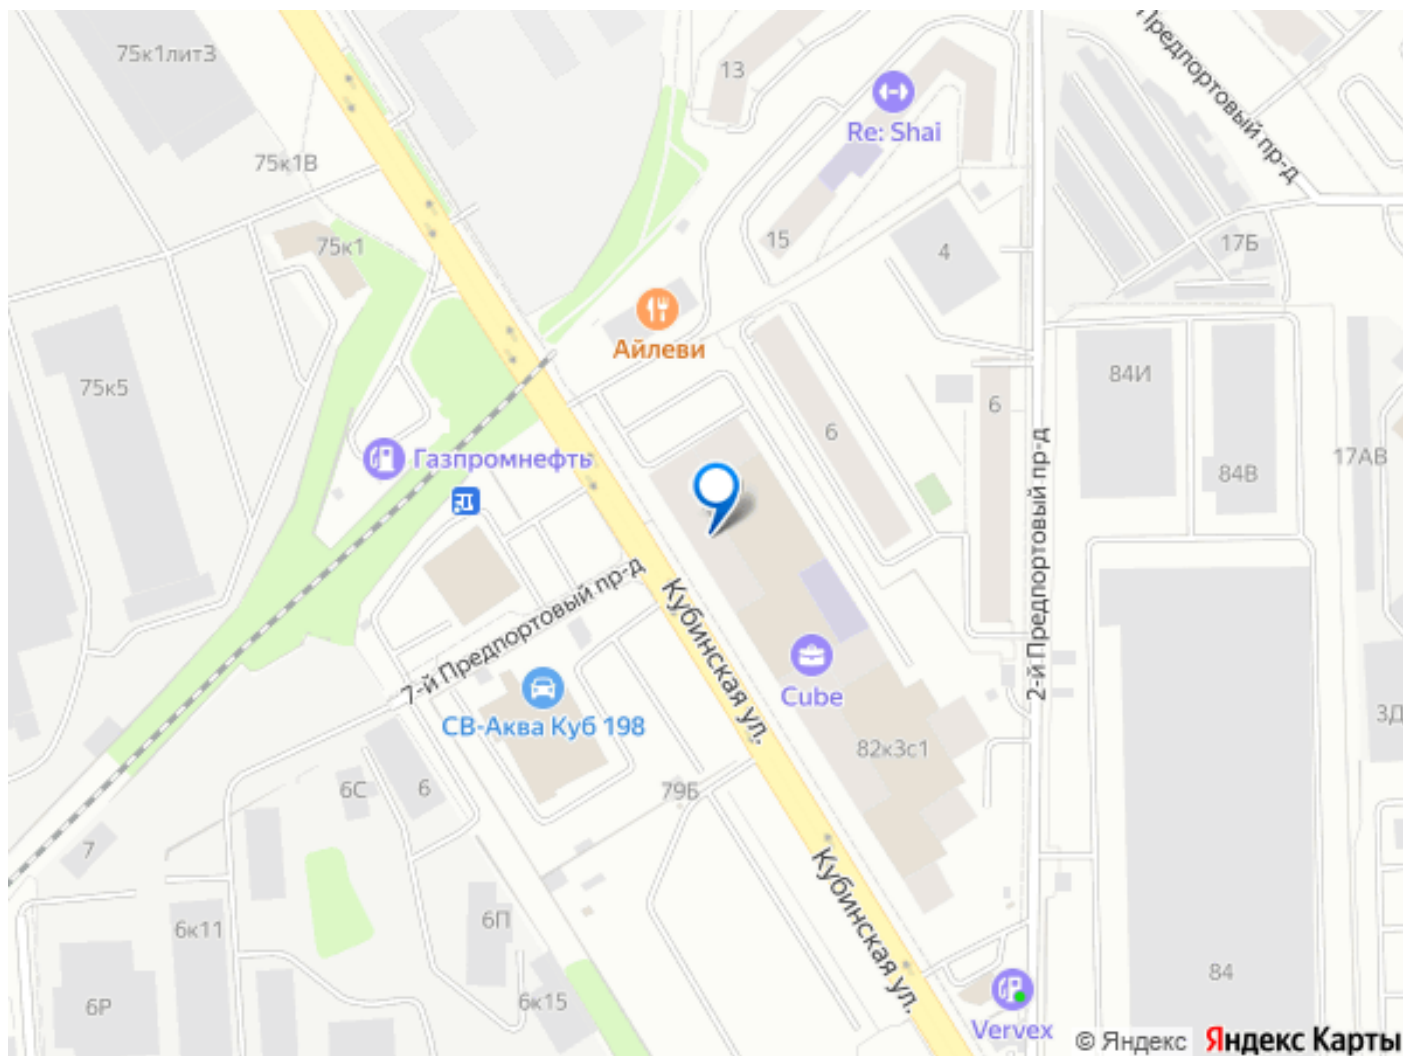 75к1лит3
13
Re: Shai
Предпортовый пр-д
75к1В
75к1
15
4
17Б
Айлеви
75к5
84И
6
6
Газпромнефть
84В
17АВ
2-й Предпортовый пр-д
7-й Предпортовый пр-д
Кубинская ул.
Cube
СВ-Аква Куб 198
82к3с1
3Д
6С
6
79Б
7
Кубинская ул.
6к11
6П
84
6Р
6к15
Vervex
© Яндекс Яндекс Карты